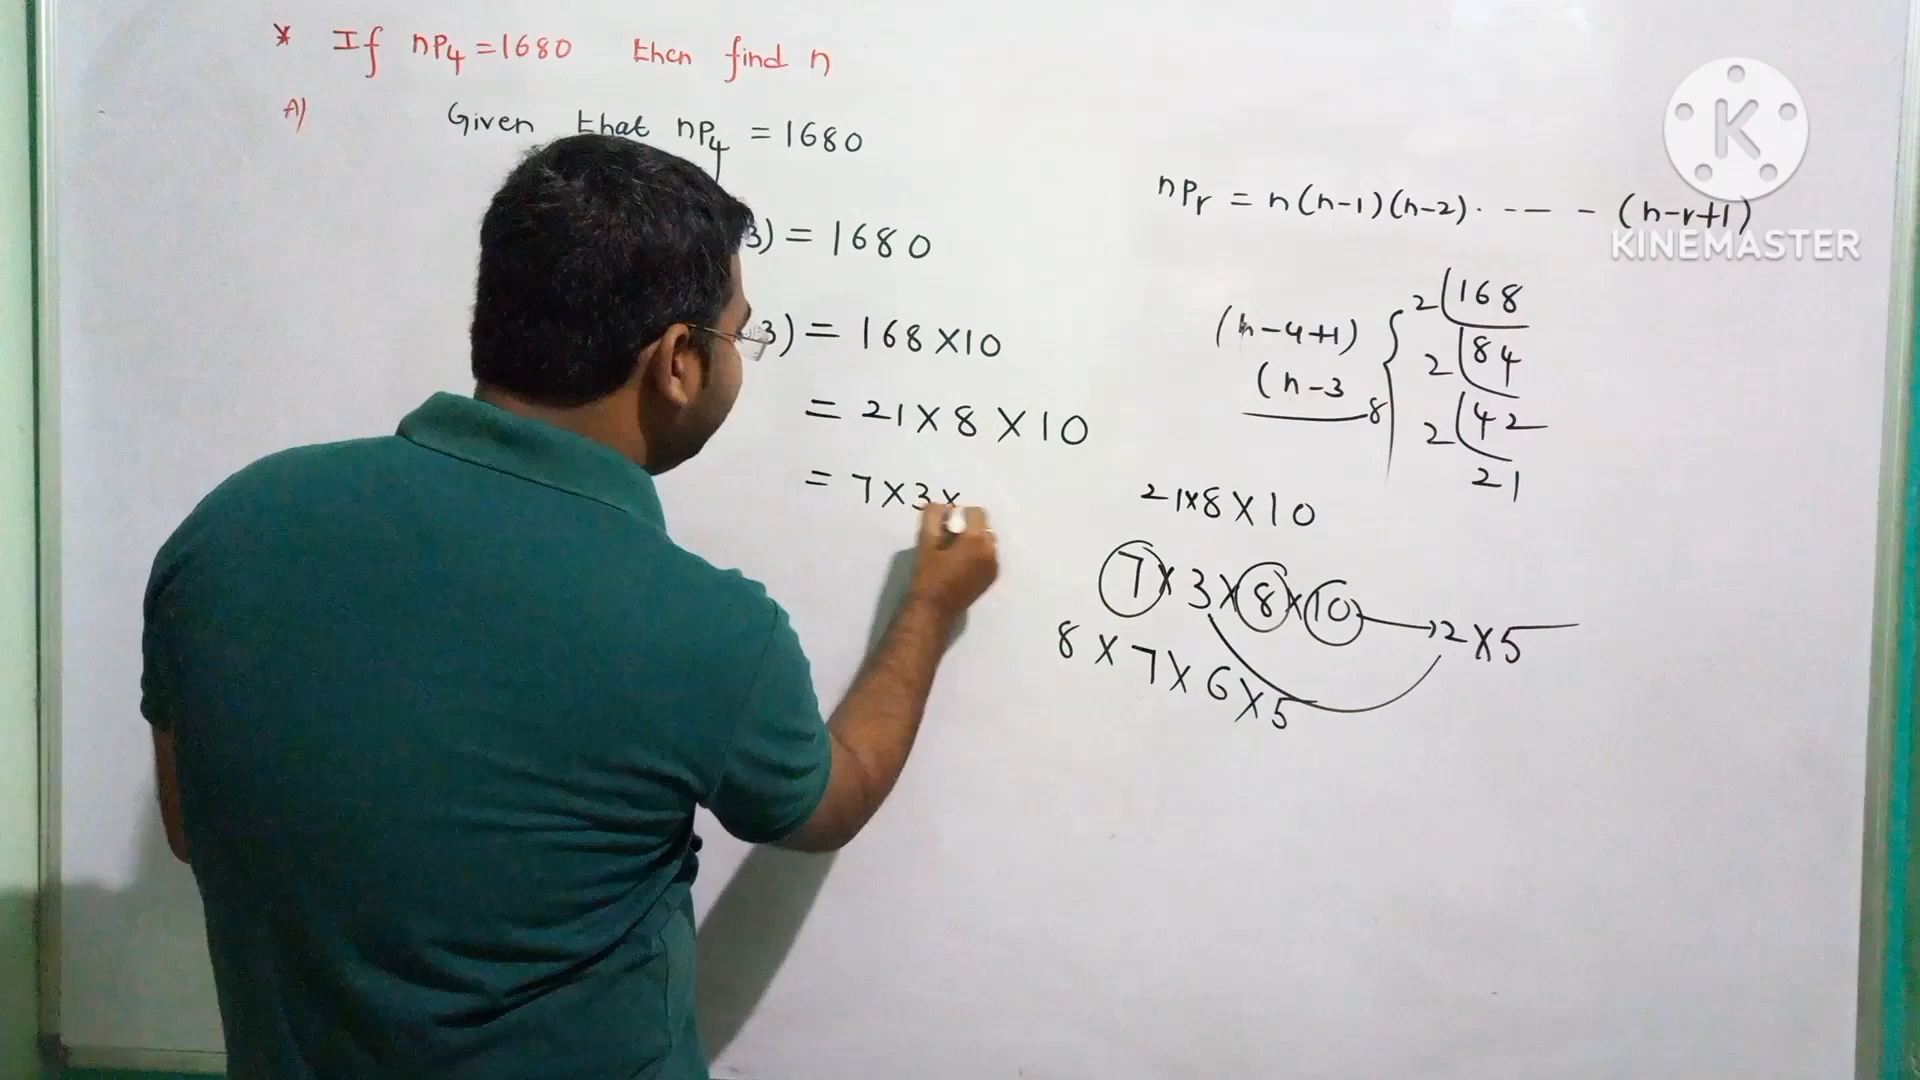 * If nP4 = 1680 then find n
A) Given that nP4 = 1680
3) = 1680
3) = 168 × 10
= 21 × 8 × 10
= 7 × 3 ×
nPr = n(n-1)(n-2) . -- -- - (n-r+1)
K
KINEMASTER
(n-4+1)
(n-3
8
2 168
2 84
2 42
21
21×8×10
7 × 3 × 8 × 10 → 2 × 5
8 × 7 × 6 × 5